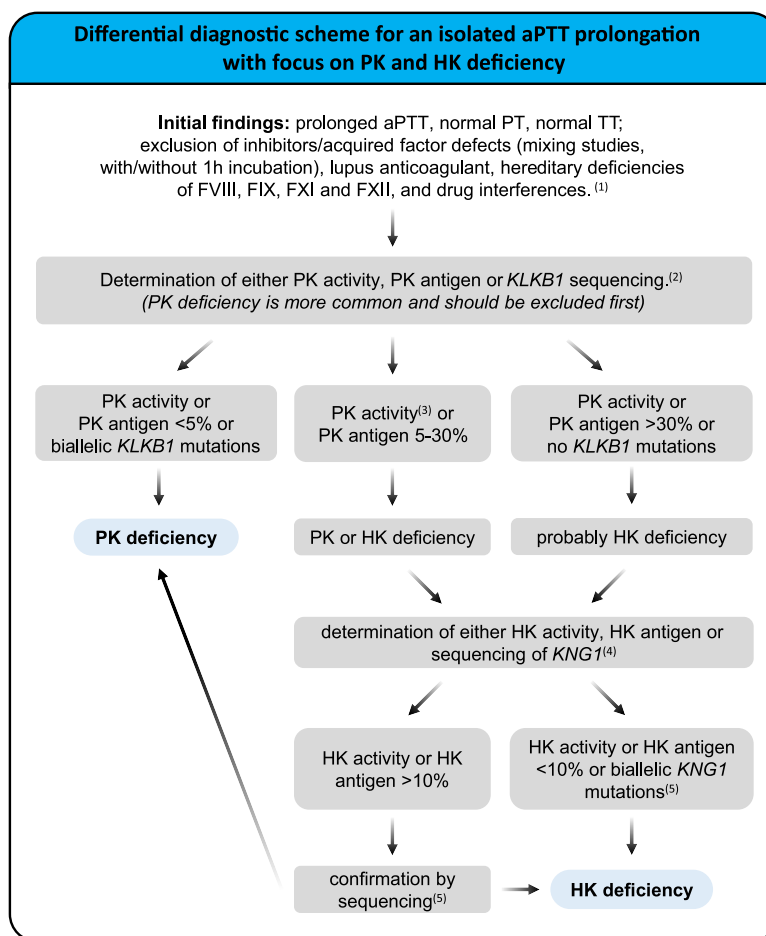 Differential diagnostic scheme for an isolated aPTT prolongation
with focus on PK and HK deficiency
Initial findings: prolonged aPTT, normal PT, normal TT;
exclusion of inhibitors/acquired factor defects (mixing studies,
with/without 1h incubation), lupus anticoagulant, hereditary deficiencies
of FVIII, FIX, FXI and FXII, and drug interferences. (1)
Determination of either PK activity, PK antigen or KLKB1 sequencing.(2)
(PK deficiency is more common and should be excluded first)
PK activity or
PK antigen <5% or
biallelic KLKB1 mutations
PK activity(3) or
PK antigen 5-30%
PK activity or
PK antigen >30% or
no KLKB1 mutations
PK deficiency
PK or HK deficiency
probably HK deficiency
determination of either HK activity, HK antigen or
sequencing of KNG1(4)
HK activity or HK
antigen >10%
HK activity or HK antigen
<10% or biallelic KNG1
mutations(5)
confirmation by
sequencing(5)
HK deficiency